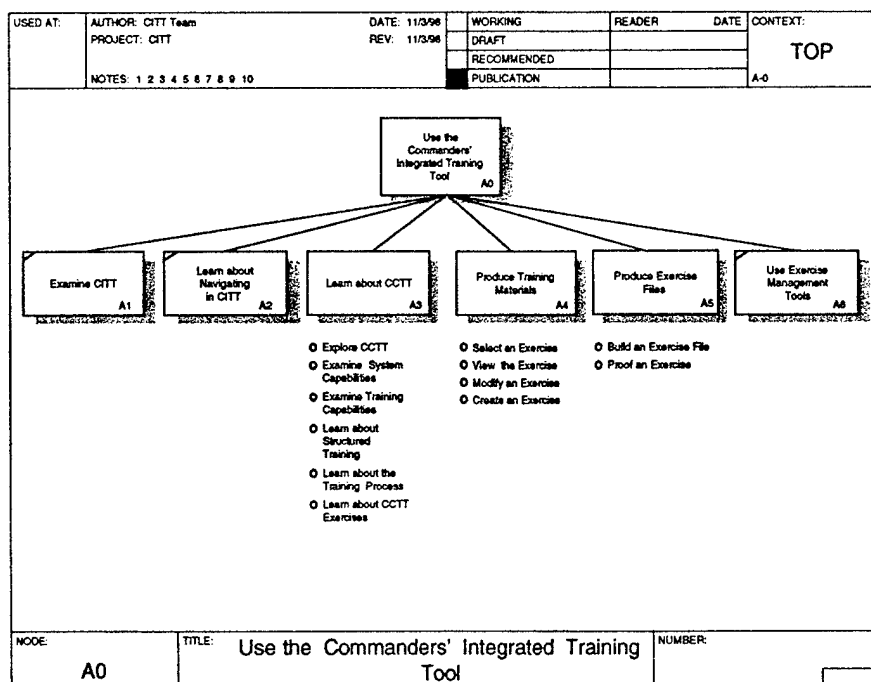 USED AT:
AUTHOR: CITT Team
DATE: 11/3/98
WORKING
READER
DATE
CONTEXT:
PROJECT: CITT
REV: 11/3/98
DRAFT
TOP
RECOMMENDED
NOTES: 1 2 3 4 5 6 7 8 9 10
PUBLICATION
A-0
Use the
Commanders'
Integrated Training
Tool
A0
Examine CITT
A1
Learn about
Navigating
in CITT
A2
Learn about CCTT
A3
Produce Training
Materials
A4
Produce Exercise
Files
A5
Use Exercise
Management
Tools
A6
Explore CCTT
Examine System
Capabilities
Examine Training
Capabilities
Learn about
Structured
Training
Learn about the
Training Process
Learn about CCTT
Exercises
Select an Exercise
View the Exercise
Modify an Exercise
Create an Exercise
Build an Exercise File
Proof an Exercise
NODE:
A0
TITLE:
Use the Commanders' Integrated Training
Tool
NUMBER: